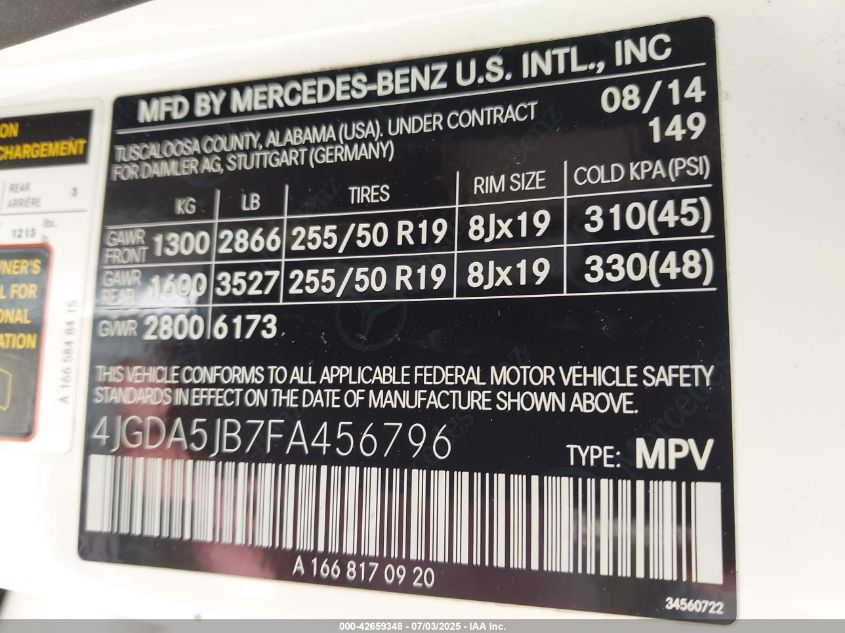 MFD BY MERCEDES-BENZ U.S. INTL., INC
TUSCALOOSA COUNTY, ALABAMA (USA). UNDER CONTRACT
FOR DAIMLER AG, STUTTGART (GERMANY)
08/14
149
KG LB TIRES RIM SIZE COLD KPA (PSI)
GAWR FRONT 1300 2866 255/50 R19 8Jx19 310(45)
GAWR REAR 1600 3527 255/50 R19 8Jx19 330(48)
GVWR 2800 6173
THIS VEHICLE CONFORMS TO ALL APPLICABLE FEDERAL MOTOR VEHICLE SAFETY
STANDARDS IN EFFECT ON THE DATE OF MANUFACTURE SHOWN ABOVE.
4JGDA5JB7FA456796
TYPE: MPV
A 166 817 09 20
34560722
ON
CHARGEMENT
REAR 3
ARRIÈRE
1213 lbs.
WNER'S
L FOR
IONAL
ATION
A 166 584 84 15
000-42659348 - 07/03/2025 - IAA Inc.